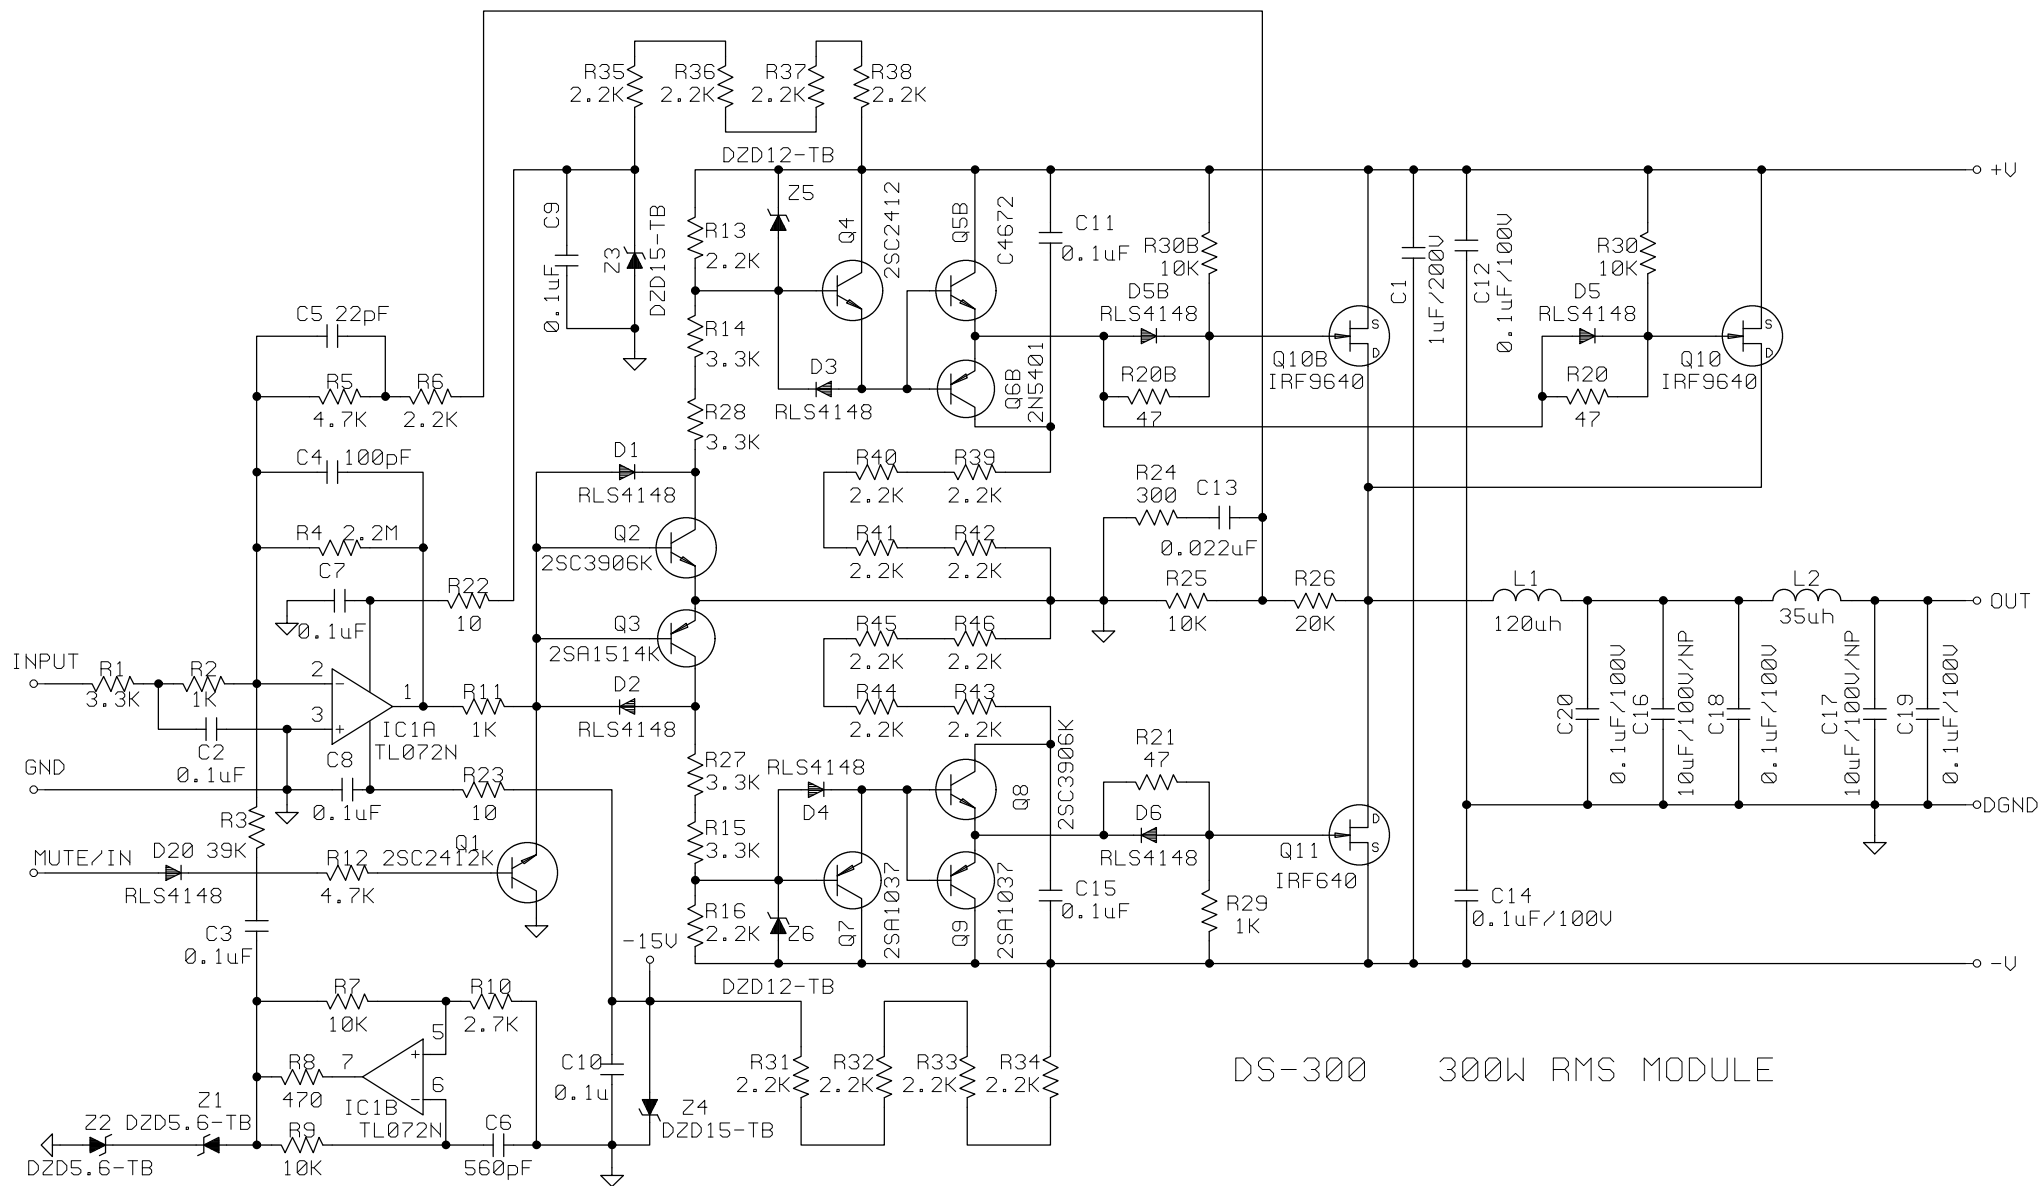 R35
2.2K
R36
2.2K
R37
2.2K
R38
2.2K
DZD12-TB
+V
C9
0.1uF
Z3
DZD15-TB
R13
2.2K
Z5
Q4
2SC2412
Q5B
C4672
C11
0.1uF
R30B
10K
C1
1uF/200V
C12
0.1uF/100V
R30
10K
C5 22pF
R5
4.7K
R6
2.2K
R14
3.3K
D3
RLS4148
Q6B
2N5401
D5B
RLS4148
R20B
47
Q10B
IRF9640
D5
RLS4148
R20
47
Q10
IRF9640
S
D
S
D
R28
3.3K
C4 100pF
R4 2.2M
D1
RLS4148
R40
2.2K
R39
2.2K
R24
300
C13
0.022uF
Q2
2SC3906K
R41
2.2K
R42
2.2K
C7
0.1uF
R22
10
Q3
2SA1514K
R45
2.2K
R46
2.2K
R25
10K
R26
20K
L1
120uh
L2
35uh
OUT
INPUT
R1
3.3K
R2
1K
2
-
3
+
1
IC1A
TL072N
R11
1K
D2
RLS4148
R44
2.2K
R43
2.2K
C2
0.1uF
C20
0.1uF/100V
C16
10uF/100V/NP
C18
0.1uF/100V
C17
10uF/100V/NP
C19
0.1uF/100V
GND
C8
0.1uF
R23
10
R27
3.3K
RLS4148
D4
Q8
2SC3906K
R21
47
D6
RLS4148
Q11
IRF640
D
S
DGND
R3
39K
MUTE/IN
D20
RLS4148
R12
4.7K
Q1
2SC2412K
R15
3.3K
R16
2.2K
Z6
Q7
2SA1037
Q9
2SA1037
C15
0.1uF
R29
1K
C14
0.1uF/100V
C3
0.1uF
-15V
DZD12-TB
-V
R7
10K
R10
2.7K
5
+
6
-
7
R8
470
IC1B
TL072N
C10
0.1u
R31
2.2K
R32
2.2K
R33
2.2K
R34
2.2K
Z4
DZD15-TB
Z2
DZD5.6-TB
Z1
DZD5.6-TB
R9
10K
C6
560pF
DS-300 300W RMS MODULE